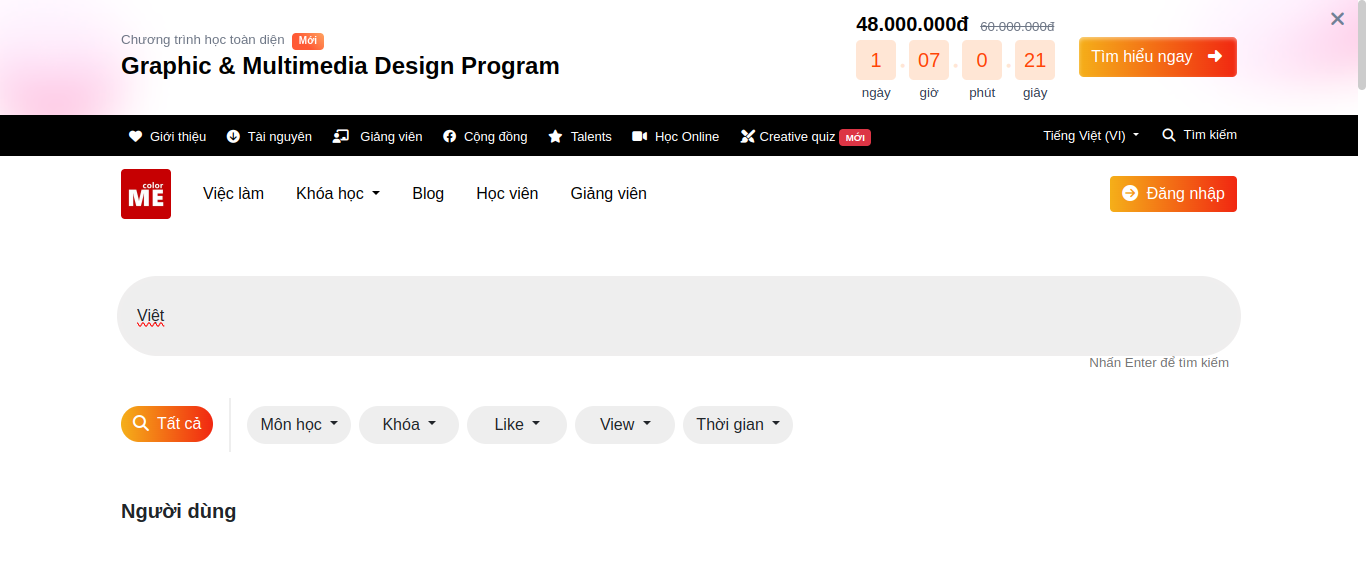 Chương trình học toàn diện Mới
Graphic & Multimedia Design Program
48.000.000đ 60.000.000đ
1 07 0 21
ngày giờ phút giây
Tìm hiểu ngay
Giới thiệu Tài nguyên Giảng viên Cộng đồng Talents Học Online Creative quiz MỚI
Tiếng Việt (VI) Tìm kiếm
color
ME
Việc làm Khóa học Blog Học viên Giảng viên
Đăng nhập
Việt
Nhấn Enter để tìm kiếm
Tất cả Môn học Khóa Like View Thời gian
Người dùng